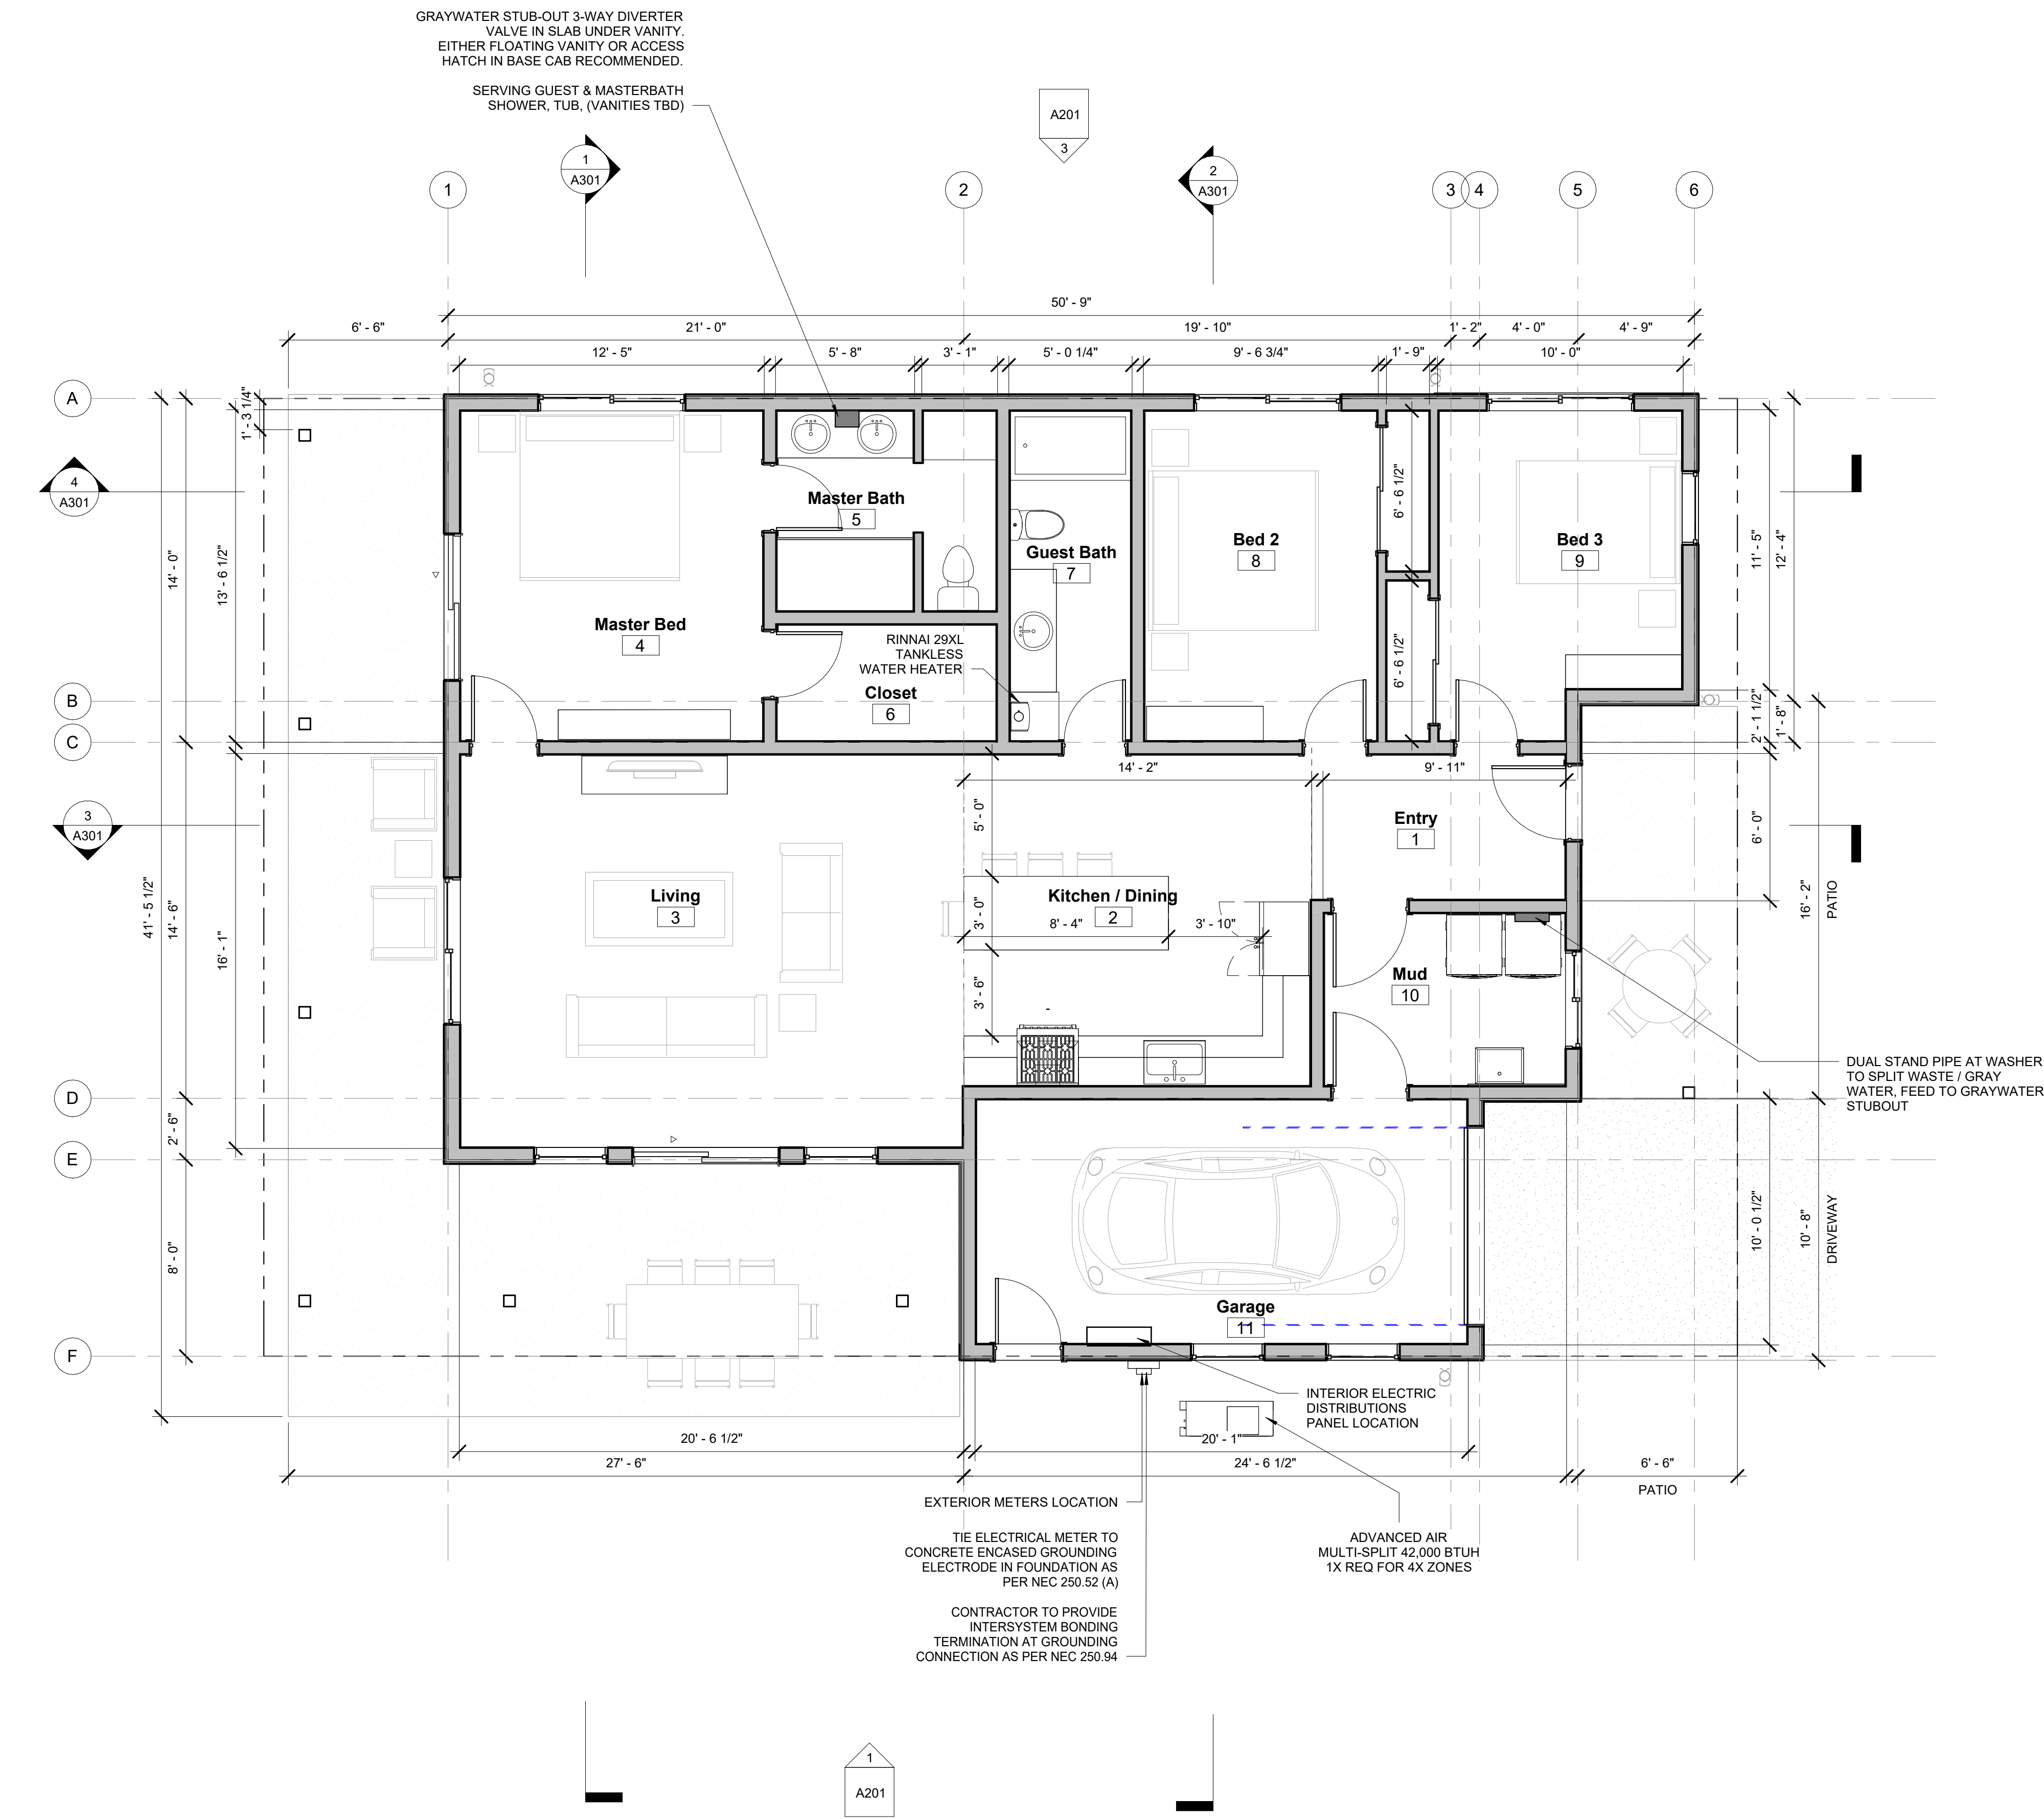 GRAYWATER STUB-OUT 3-WAY DIVERTER
VALVE IN SLAB UNDER VANITY.
EITHER FLOATING VANITY OR ACCESS
HATCH IN BASE CAB RECOMMENDED.
SERVING GUEST & MASTERBATH
SHOWER, TUB, (VANITIES TBD)
A201
3
1
A301
2
A301
1
2
3
4
5
6
50' - 9"
6' - 6"
21' - 0"
19' - 10"
1' - 2"
4' - 0"
4' - 9"
12' - 5"
5' - 8"
3' - 1"
5' - 0 1/4"
9' - 6 3/4"
1' - 9"
10' - 0"
A
B
C
D
E
F
4
A301
3
A301
1' - 3 1/4"
14' - 0"
13' - 6 1/2"
41' - 5 1/2"
14' - 6"
16' - 1"
2' - 6"
8' - 0"
Master Bath
5
Guest Bath
7
Bed 2
8
6' - 6 1/2"
6' - 6 1/2"
Bed 3
9
Master Bed
4
RINNAI 29XL
TANKLESS
WATER HEATER
Closet
6
11' - 5"
12' - 4"
2' - 1 1/2"
1' - 8"
14' - 2"
9' - 11"
5' - 0"
Entry
1
6' - 0"
16' - 2"
PATIO
Living
3
Kitchen / Dining
2
3' - 0"
8' - 4"
3' - 10"
3' - 6"
-
Mud
10
DUAL STAND PIPE AT WASHER
TO SPLIT WASTE / GRAY
WATER, FEED TO GRAYWATER
STUBOUT
10' - 0 1/2"
10' - 8"
DRIVEWAY
Garage
11
INTERIOR ELECTRIC
DISTRIBUTIONS
PANEL LOCATION
20' - 6 1/2"
20' - 1"
27' - 6"
24' - 6 1/2"
6' - 6"
PATIO
EXTERIOR METERS LOCATION
TIE ELECTRICAL METER TO
CONCRETE ENCASED GROUNDING
ELECTRODE IN FOUNDATION AS
PER NEC 250.52 (A)
ADVANCED AIR
MULTI-SPLIT 42,000 BTUH
1X REQ FOR 4X ZONES
CONTRACTOR TO PROVIDE
INTERSYSTEM BONDING
TERMINATION AT GROUNDING
CONNECTION AS PER NEC 250.94
1
A201